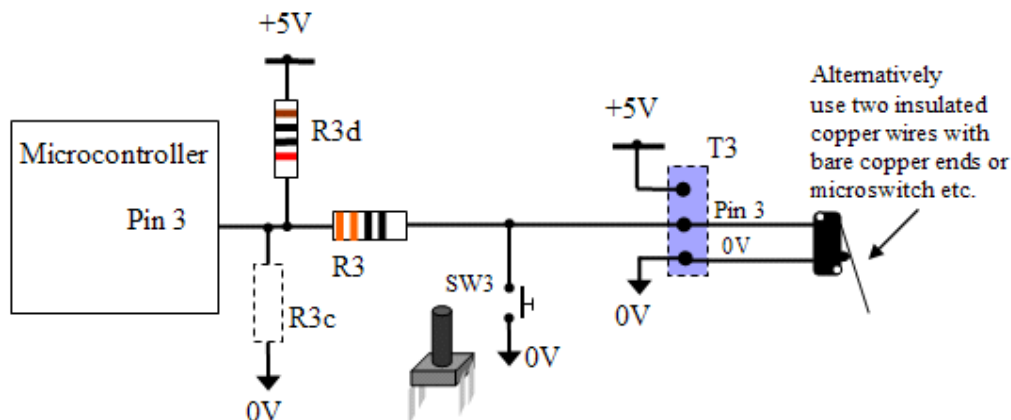 +5V
R3d
Microcontroller
Pin 3
R3
R3c
0V
SW3
0V
+5V
T3
Pin 3
0V
0V
Alternatively
use two insulated
copper wires with
bare copper ends or
microswitch etc.